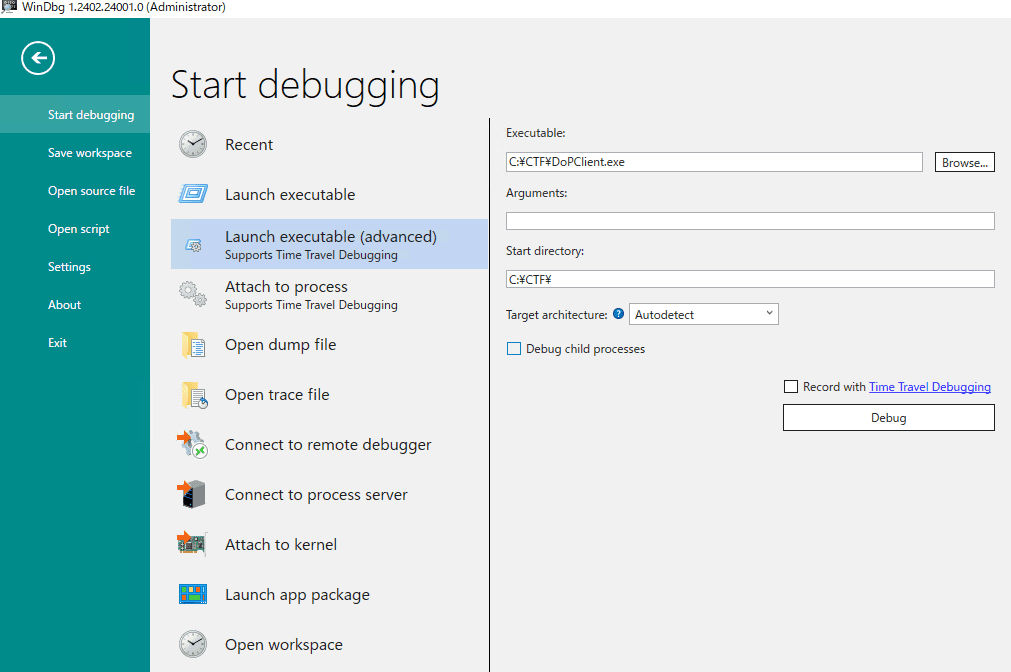 WinDbg 1.2402.24001.0 (Administrator)
Start debugging
Save workspace
Open source file
Open script
Settings
About
Exit
Start debugging
Recent
Launch executable
Launch executable (advanced)
Supports Time Travel Debugging
Attach to process
Supports Time Travel Debugging
Open dump file
Open trace file
Connect to remote debugger
Connect to process server
Attach to kernel
Launch app package
Open workspace
Executable:
C:¥CTF¥DoPClient.exe
Browse...
Arguments:
Start directory:
C:¥CTF¥
Target architecture: ? Autodetect
Debug child processes
Record with Time Travel Debugging
Debug